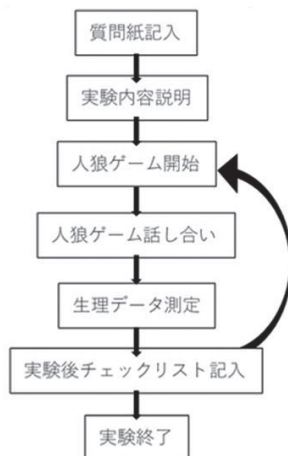 質問紙記入
実験内容説明
人狼ゲーム開始
人狼ゲーム話し合い
生理データ測定
実験後チェックリスト記入
実験終了